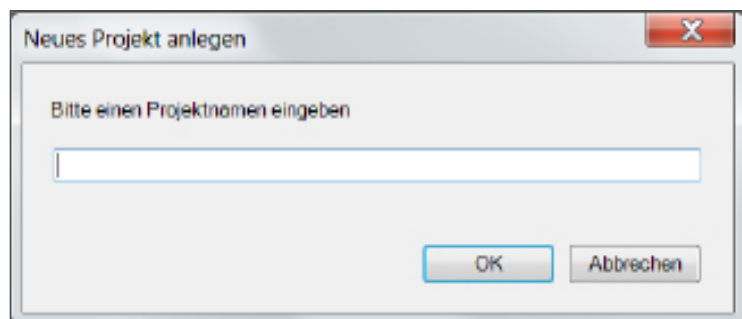 Neues Projekt anlegen
Bitte einen Projektnamen eingeben
OK
Abbrechen